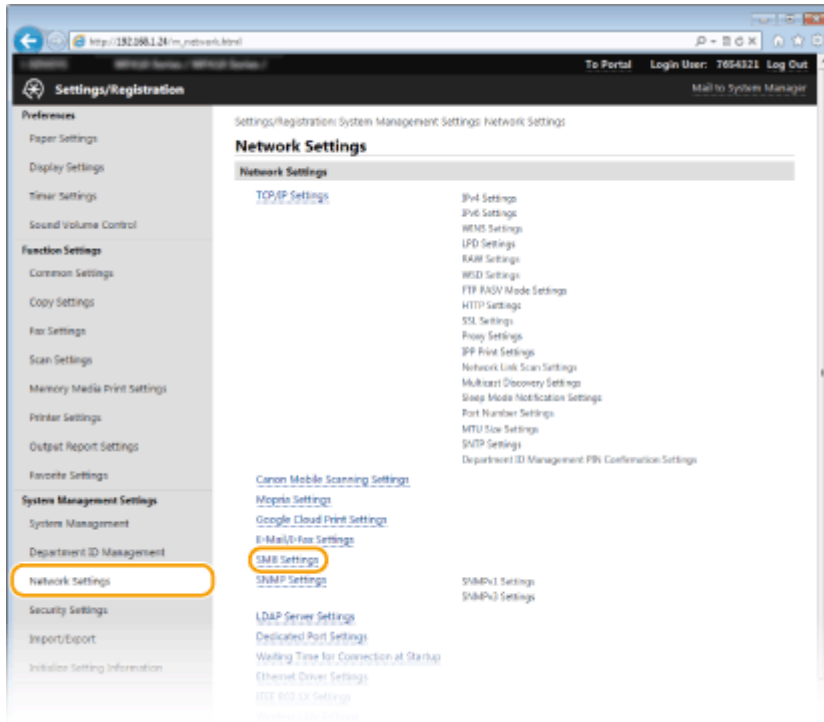 http://192.168.1.24/m_network.html
To Portal Login User: 7654321 Log Out
Settings/Registration
Mail to System Manager
Preferences
Paper Settings
Display Settings
Timer Settings
Sound Volume Control
Function Settings
Common Settings
Copy Settings
Fax Settings
Scan Settings
Memory Media Print Settings
Printer Settings
Output Report Settings
Favorite Settings
System Management Settings
System Management
Department ID Management
Network Settings
Security Settings
Import/Export
Initialize Setting Information
Settings/Registration: System Management Settings: Network Settings
Network Settings
Network Settings
TCP/IP Settings
IPv4 Settings
IPv6 Settings
WINS Settings
LPD Settings
RAW Settings
WSD Settings
FTP PASV Mode Settings
HTTP Settings
SSL Settings
Proxy Settings
IPP Print Settings
Network Link Scan Settings
Multicast Discovery Settings
Sleep Mode Notification Settings
Port Number Settings
MTU Size Settings
SNTP Settings
Department ID Management PIN Confirmation Settings
Canon Mobile Scanning Settings
Mopria Settings
Google Cloud Print Settings
E-Mail/I-Fax Settings
SMB Settings
SNMP Settings
SNMPv1 Settings
SNMPv3 Settings
LDAP Server Settings
Dedicated Port Settings
Waiting Time for Connection at Startup
Ethernet Driver Settings
IEEE 802.1X Settings